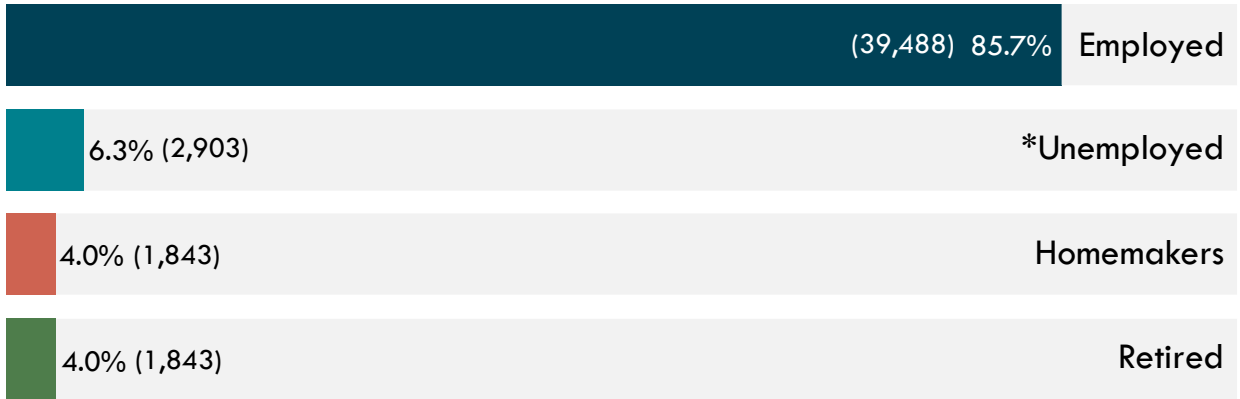 (39,488) 85.7% Employed
6.3% (2,903) *Unemployed
4.0% (1,843) Homemakers
4.0% (1,843) Retired